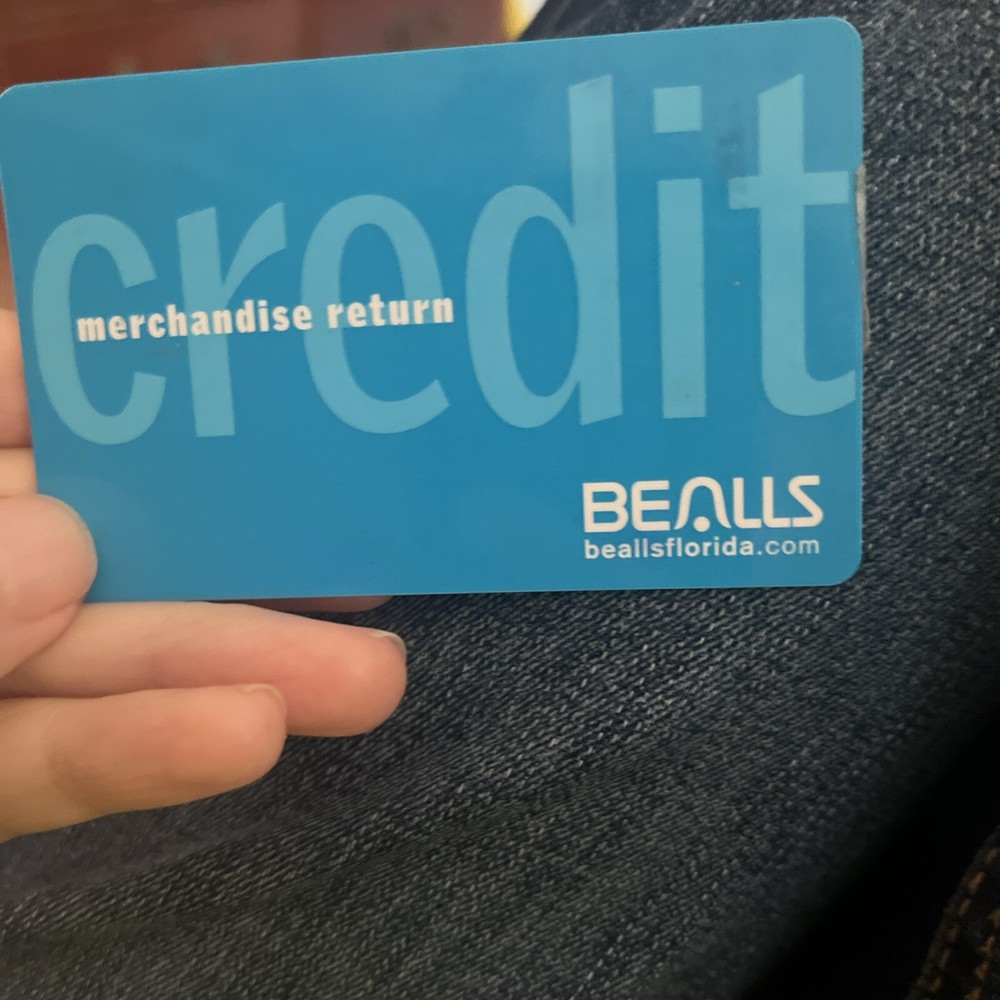 credit
merchandise return
BEALLS
beallsflorida.com